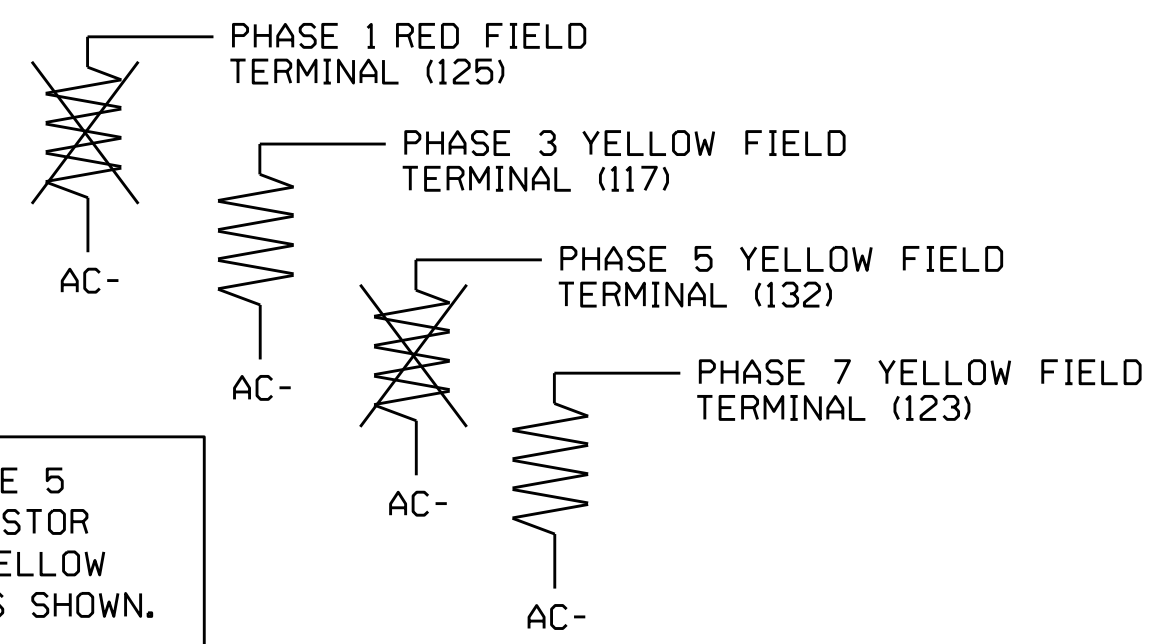 PHASE 1 RED FIELD
TERMINAL (125)
AC-
PHASE 3 YELLOW FIELD
TERMINAL (117)
AC-
PHASE 5 YELLOW FIELD
TERMINAL (132)
AC-
PHASE 7 YELLOW FIELD
TERMINAL (123)
AC-
E 5
STOR
ELLOW
S SHOWN.